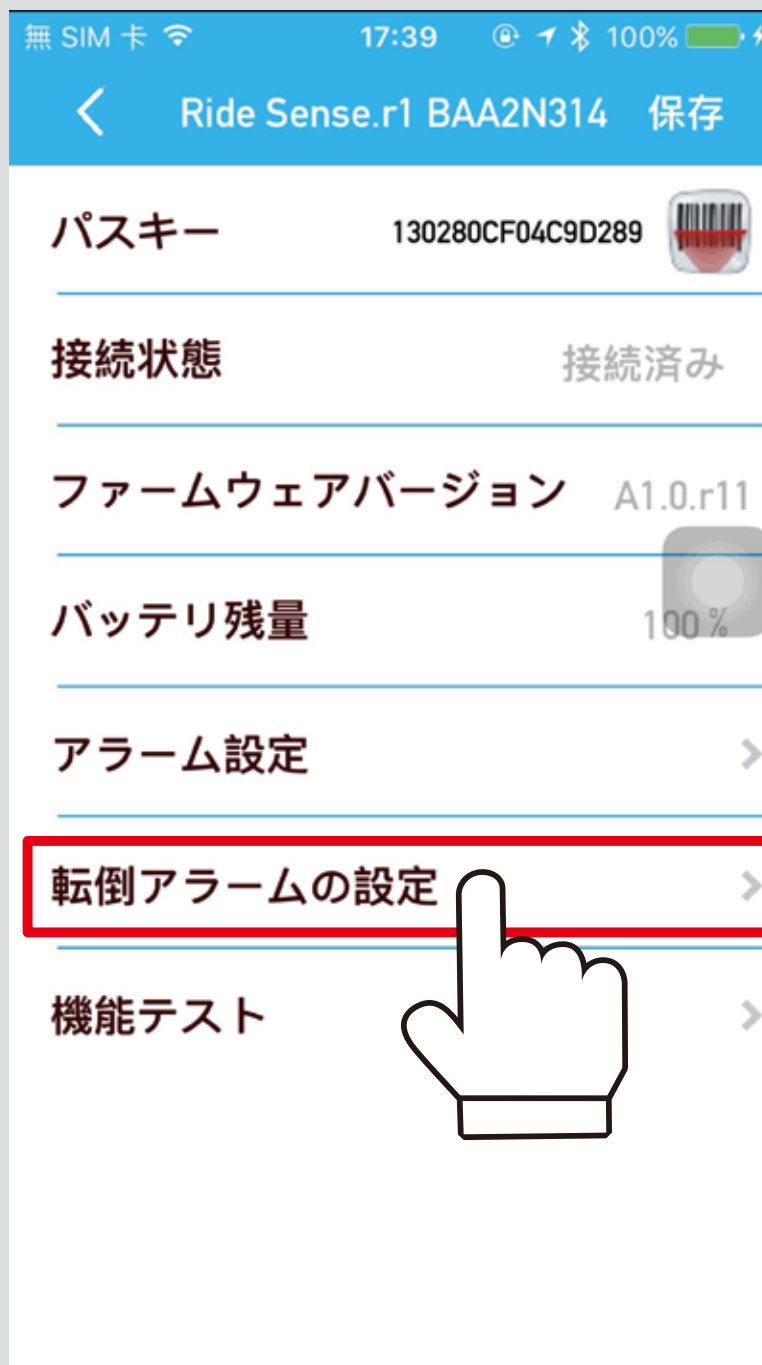 無 SIM 卡 17:39 100%
Ride Sense.r1 BAA2N314 保存
パスキー 130280CF04C9D289
接続状態 接続済み
ファームウェアバージョン A1.0.r11
バッテリ残量 100%
アラーム設定
転倒アラームの設定
機能テスト